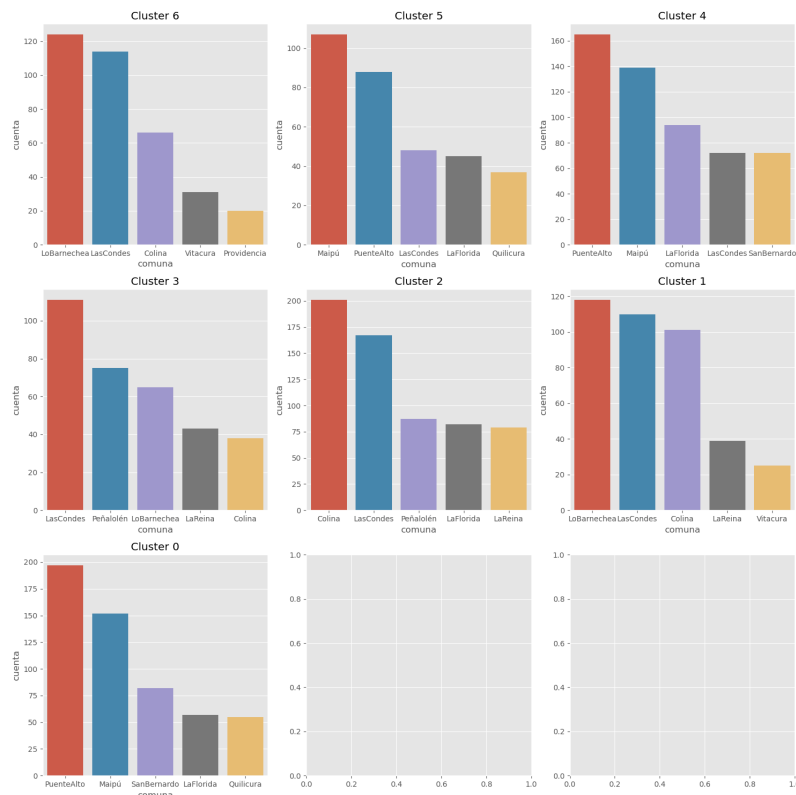 Cluster 6
120
100
80
60
40
20
0
cuenta
LoBarnechea LasCondes Colina Vitacura Providencia
comuna
Cluster 5
100
80
60
40
20
0
cuenta
Maipú PuenteAlto LasCondes LaFlorida Quilicura
comuna
Cluster 4
160
140
120
100
80
60
40
20
0
cuenta
PuenteAlto Maipú LaFlorida LasCondes SanBernardo
comuna
Cluster 3
100
80
60
40
20
0
cuenta
LasCondes Peñalolén LoBarnechea LaReina Colina
comuna
Cluster 2
200
175
150
125
100
75
50
25
0
cuenta
Colina LasCondes Peñalolén LaFlorida LaReina
comuna
Cluster 1
120
100
80
60
40
20
0
cuenta
LoBarnechea LasCondes Colina LaReina Vitacura
comuna
Cluster 0
200
175
150
125
100
75
50
25
0
cuenta
PuenteAlto Maipú SanBernardo LaFlorida Quilicura
comuna
1.0
0.8
0.6
0.4
0.2
0.0
0.0 0.2 0.4 0.6 0.8 1.0
1.0
0.8
0.6
0.4
0.2
0.0
0.0 0.2 0.4 0.6 0.8 1.0